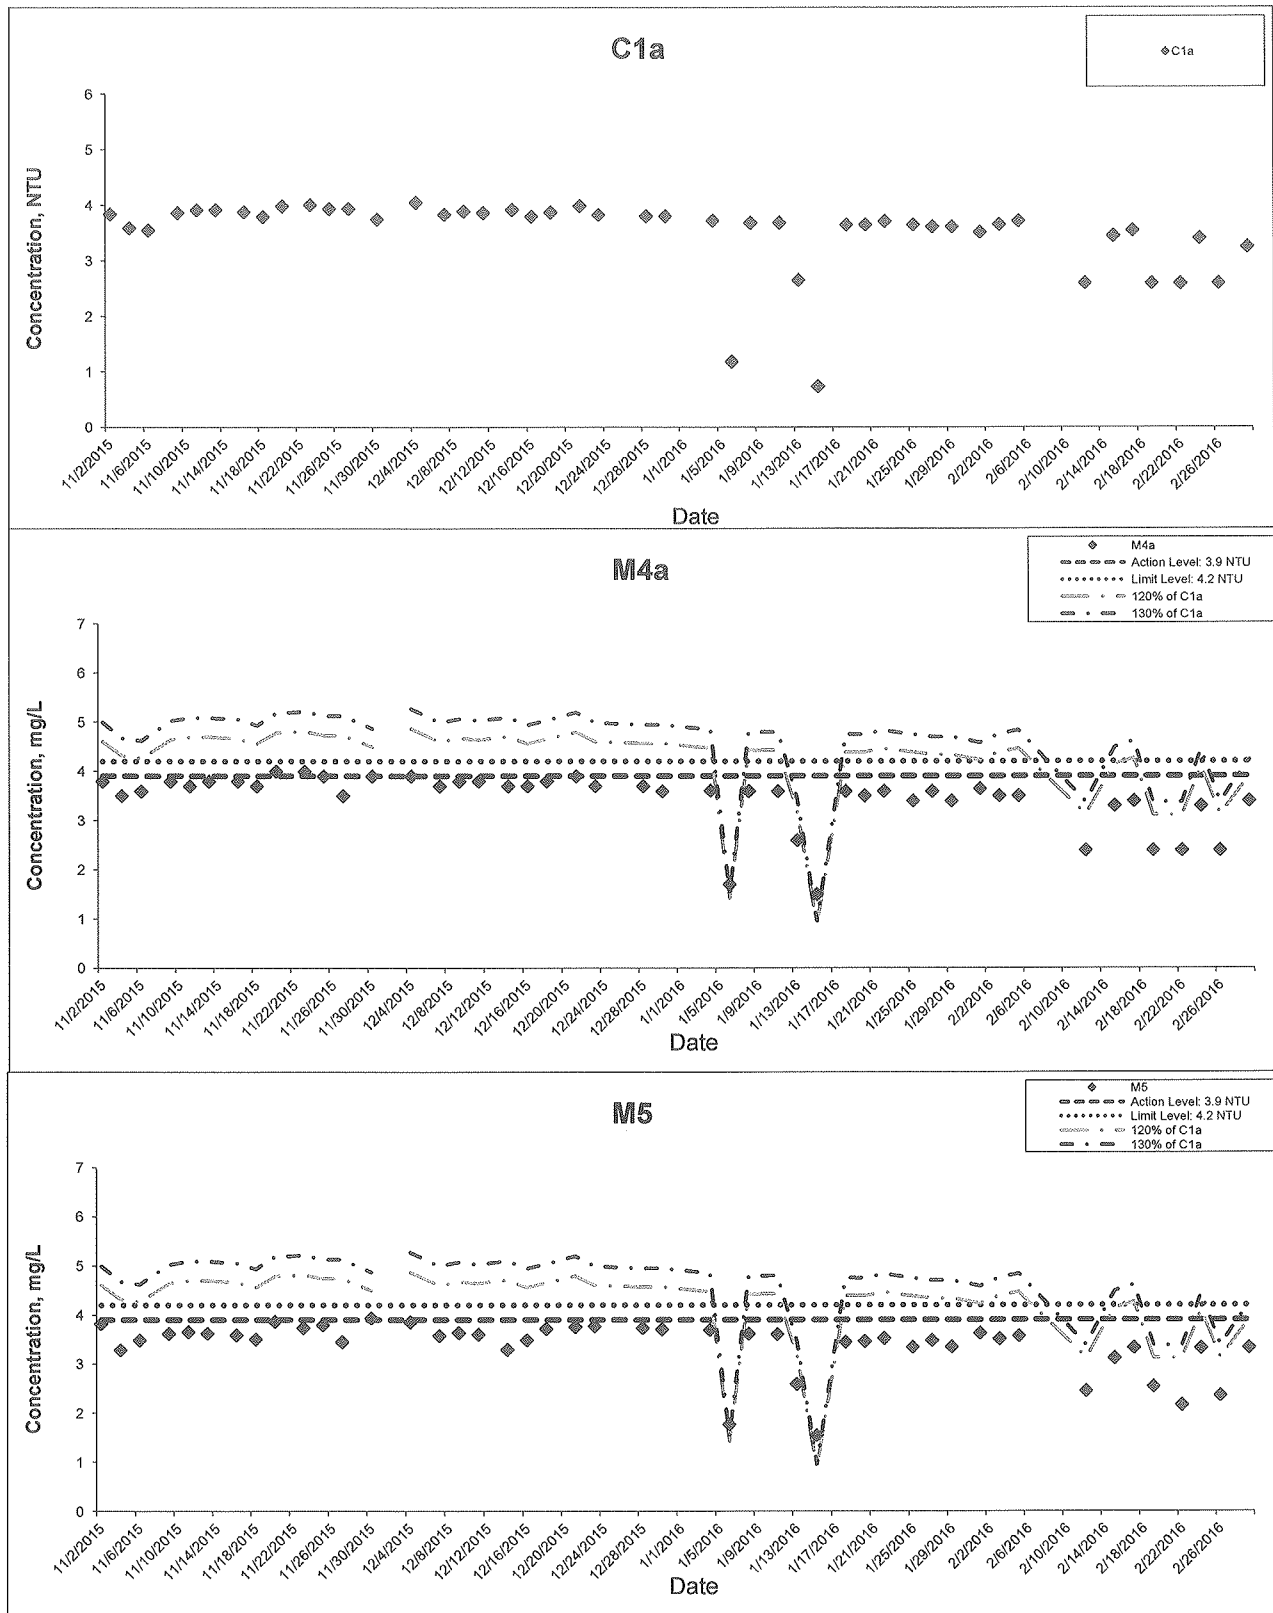 C1a
C1a
Concentration, NTU
6
5
4
3
2
1
0
11/2/2015 11/6/2015 11/10/2015 11/14/2015 11/18/2015 11/22/2015 11/26/2015 11/30/2015 12/4/2015 12/8/2015 12/12/2015 12/16/2015 12/20/2015 12/24/2015 12/28/2015 1/1/2016 1/5/2016 1/9/2016 1/13/2016 1/17/2016 1/21/2016 1/25/2016 1/29/2016 2/2/2016 2/6/2016 2/10/2016 2/14/2016 2/18/2016 2/22/2016 2/26/2016
Date
M4a
M4a
Action Level: 3.9 NTU
Limit Level: 4.2 NTU
120% of C1a
130% of C1a
Concentration, mg/L
7
6
5
4
3
2
1
0
11/2/2015 11/6/2015 11/10/2015 11/14/2015 11/18/2015 11/22/2015 11/26/2015 11/30/2015 12/4/2015 12/8/2015 12/12/2015 12/16/2015 12/20/2015 12/24/2015 12/28/2015 1/1/2016 1/5/2016 1/9/2016 1/13/2016 1/17/2016 1/21/2016 1/25/2016 1/29/2016 2/2/2016 2/6/2016 2/10/2016 2/14/2016 2/18/2016 2/22/2016 2/26/2016
Date
M5
M5
Action Level: 3.9 NTU
Limit Level: 4.2 NTU
120% of C1a
130% of C1a
Concentration, mg/L
7
6
5
4
3
2
1
0
11/2/2015 11/6/2015 11/10/2015 11/14/2015 11/18/2015 11/22/2015 11/26/2015 11/30/2015 12/4/2015 12/8/2015 12/12/2015 12/16/2015 12/20/2015 12/24/2015 12/28/2015 1/1/2016 1/5/2016 1/9/2016 1/13/2016 1/17/2016 1/21/2016 1/25/2016 1/29/2016 2/2/2016 2/6/2016 2/10/2016 2/14/2016 2/18/2016 2/22/2016 2/26/2016
Date